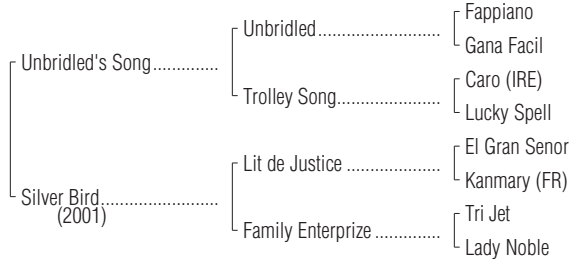 Fappiano
Unbridled.........................
Gana Facil
Unbridled's Song.............
Caro (IRE)
Trolley Song.....................
Lucky Spell
El Gran Senor
Lit de Justice ...................
Kanmary (FR)
Silver Bird.......................
(2001)
Tri Jet
Family Enterprize .............
Lady Noble